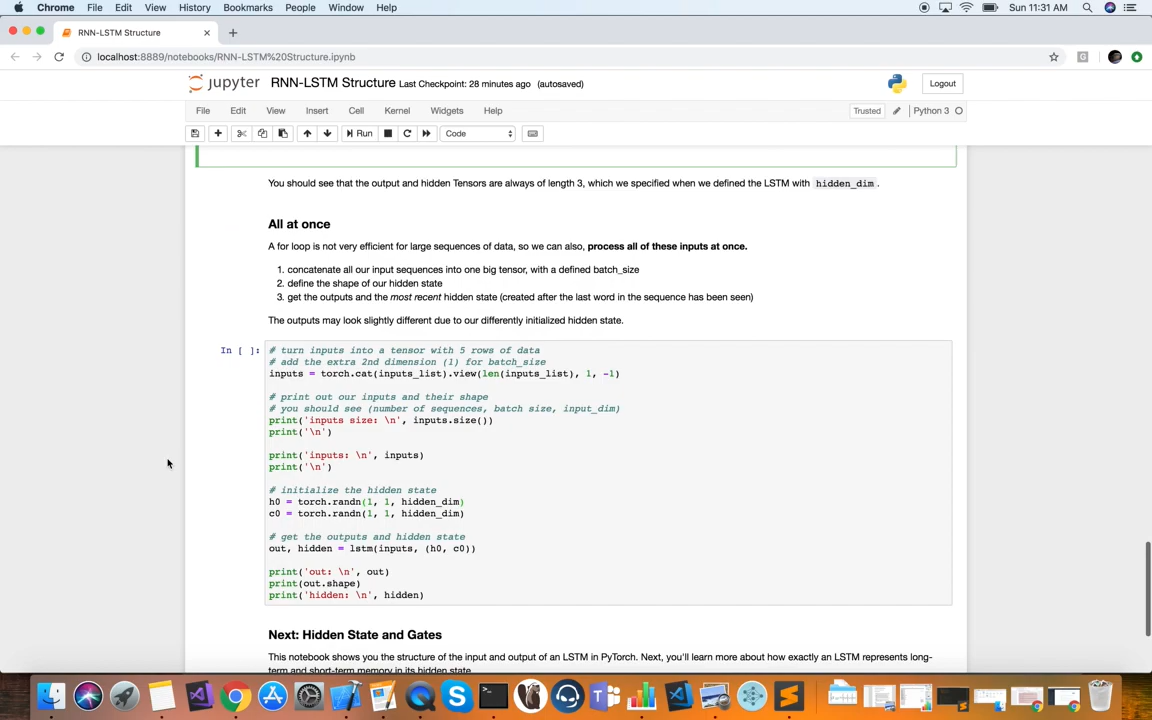 Chrome File Edit View History Bookmarks People Window Help Sun 11:31 AM
RNN-LSTM Structure
localhost:8889/notebooks/RNN-LSTM%20Structure.ipynb
jupyter RNN-LSTM Structure Last Checkpoint: 28 minutes ago (autosaved) Logout
File Edit View Insert Cell Kernel Widgets Help Trusted Python 3
Run Code
You should see that the output and hidden Tensors are always of length 3, which we specified when we defined the LSTM with hidden_dim .
All at once
A for loop is not very efficient for large sequences of data, so we can also, process all of these inputs at once.
1. concatenate all our input sequences into one big tensor, with a defined batch_size
2. define the shape of our hidden state
3. get the outputs and the most recent hidden state (created after the last word in the sequence has been seen)
The outputs may look slightly different due to our differently initialized hidden state.
In [ ]: # turn inputs into a tensor with 5 rows of data
# add the extra 2nd dimension (1) for batch_size
inputs = torch.cat(inputs_list).view(len(inputs_list), 1, -1)
# print out our inputs and their shape
# you should see (number of sequences, batch size, input_dim)
print('inputs size: \n', inputs.size())
print('\n')
print('inputs: \n', inputs)
print('\n')
# initialize the hidden state
h0 = torch.randn(1, 1, hidden_dim)
c0 = torch.randn(1, 1, hidden_dim)
# get the outputs and hidden state
out, hidden = lstm(inputs, (h0, c0))
print('out: \n', out)
print(out.shape)
print('hidden: \n', hidden)
Next: Hidden State and Gates
This notebook shows you the structure of the input and output of an LSTM in PyTorch. Next, you'll learn more about how exactly an LSTM represents long-
term and short-term memory in its hidden state